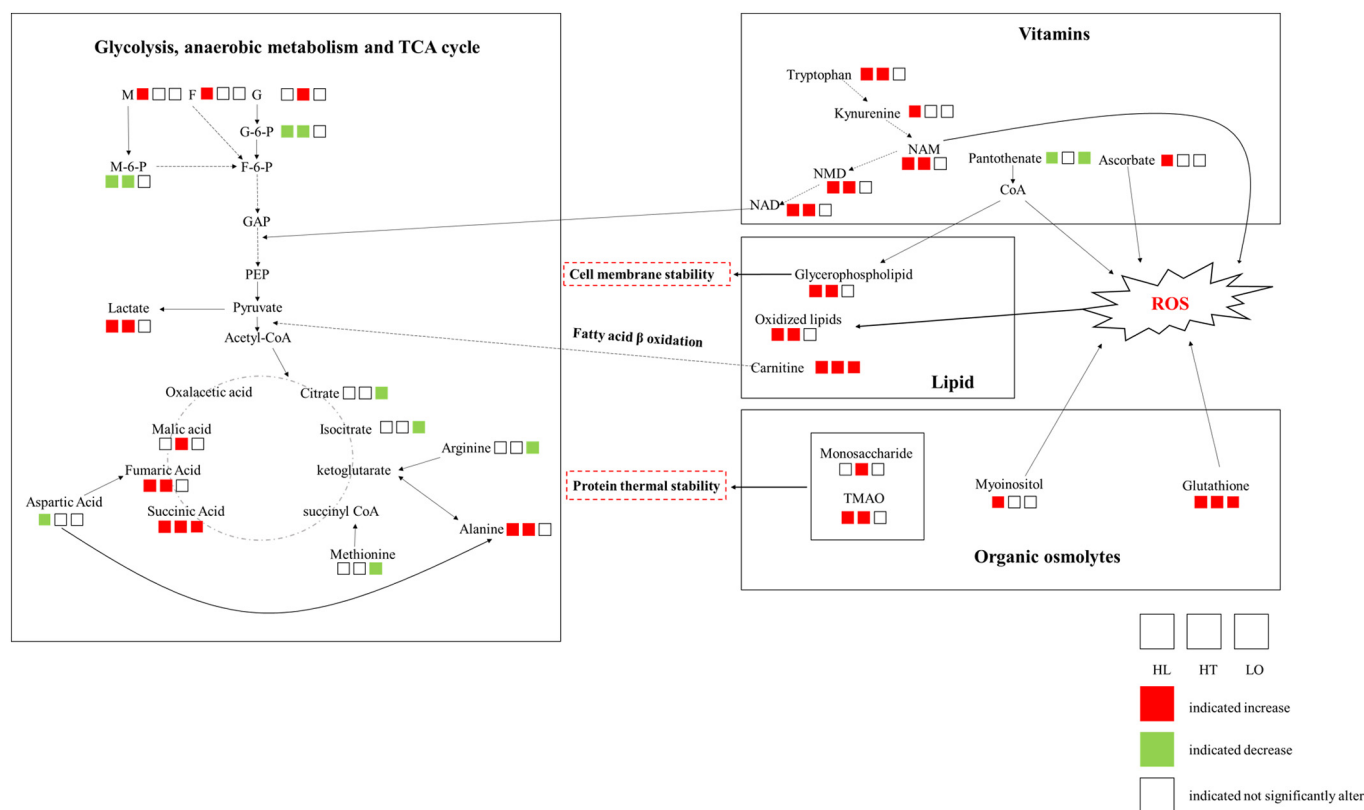 Glycolysis, anaerobic metabolism and TCA cycle
M
F
G
G-6-P
M-6-P
F-6-P
GAP
PEP
Lactate
Pyruvate
Acetyl-CoA
Oxalacetic acid
Citrate
Malic acid
Isocitrate
Arginine
Fumaric Acid
ketoglutarate
Aspartic Acid
Succinic Acid
succinyl CoA
Alanine
Methionine
Vitamins
Tryptophan
Kynurenine
NAM
Pantothenate
Ascorbate
NMD
CoA
NAD
Cell membrane stability
Glycerophospholipid
ROS
Oxidized lipids
Fatty acid β oxidation
Carnitine
Lipid
Protein thermal stability
Monosaccharide
TMAO
Myoinositol
Glutathione
Organic osmolytes
HL HT LO
indicated increase
indicated decrease
indicated not significantly alter